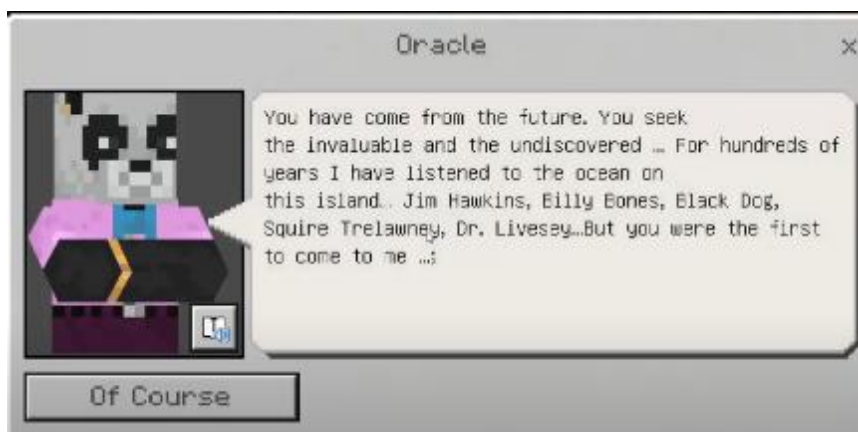 Oracle
You have come from the future. You seek
the invaluable and the undiscovered … For hundreds of
years I have listened to the ocean on
this island.. Jim Hawkins, Billy Bones, Black Dog,
Squire Trelawney, Dr. Livesey…But you were the first
to come to me …;
Of Course